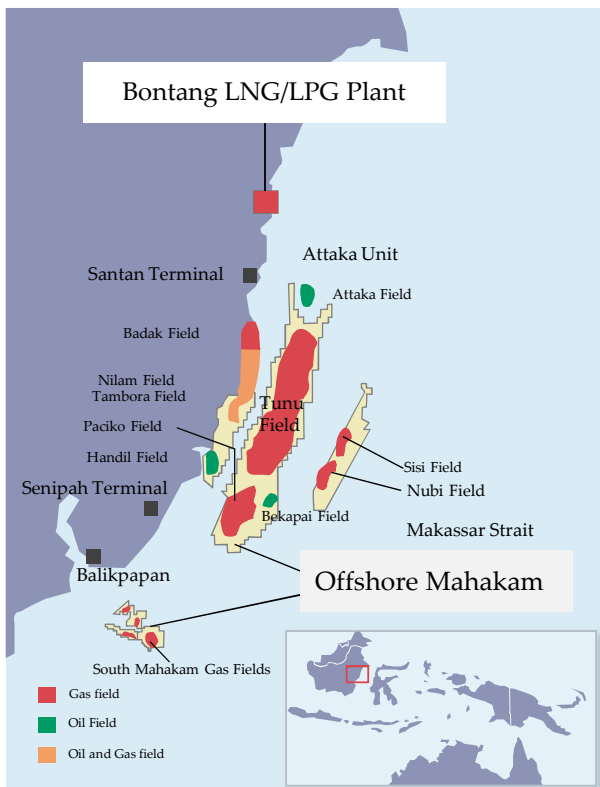 Bontang LNG/LPG Plant
Attaka Unit
Santan Terminal
Attaka Field
Badak Field
Nilam Field
Tambora Field
Tunu
Field
Paciko Field
Handil Field
Sisi Field
Senipah Terminal
Nubi Field
Bekapai Field
Makassar Strait
Balikpapan
Offshore Mahakam
South Mahakam Gas Fields
Gas field
Oil Field
Oil and Gas field